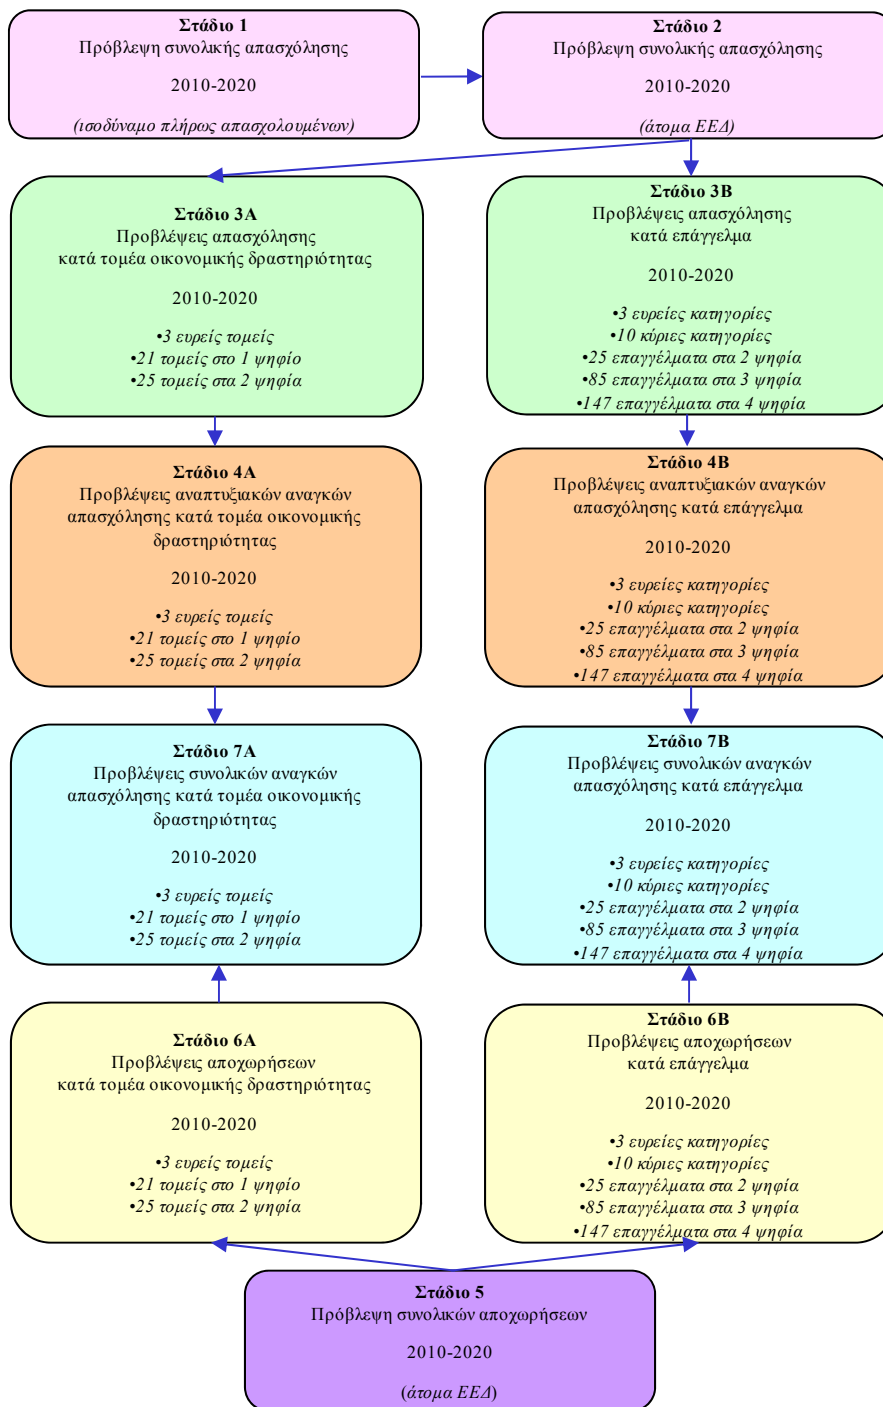 Στάδιο 1
Πρόβλεψη συνολικής απασχόλησης
2010-2020
(ισοδύναμο πλήρως απασχολουμένων)
Στάδιο 2
Πρόβλεψη συνολικής απασχόλησης
2010-2020
(άτομα ΕΕΔ)
Στάδιο 3Α
Προβλέψεις απασχόλησης
κατά τομέα οικονομικής δραστηριότητας
2010-2020
•3 ευρείς τομείς
•21 τομείς στο 1 ψηφίο
•25 τομείς στα 2 ψηφία
Στάδιο 3Β
Προβλέψεις απασχόλησης
κατά επάγγελμα
2010-2020
•3 ευρείες κατηγορίες
•10 κύριες κατηγορίες
•25 επαγγέλματα στα 2 ψηφία
•85 επαγγέλματα στα 3 ψηφία
•147 επαγγέλματα στα 4 ψηφία
Στάδιο 4Α
Προβλέψεις αναπτυξιακών αναγκών
απασχόλησης κατά τομέα οικονομικής
δραστηριότητας
2010-2020
•3 ευρείς τομείς
•21 τομείς στο 1 ψηφίο
•25 τομείς στα 2 ψηφία
Στάδιο 4Β
Προβλέψεις αναπτυξιακών αναγκών
απασχόλησης κατά επάγγελμα
2010-2020
•3 ευρείες κατηγορίες
•10 κύριες κατηγορίες
•25 επαγγέλματα στα 2 ψηφία
•85 επαγγέλματα στα 3 ψηφία
•147 επαγγέλματα στα 4 ψηφία
Στάδιο 7Α
Προβλέψεις συνολικών αναγκών
απασχόλησης κατά τομέα οικονομικής
δραστηριότητας
2010-2020
•3 ευρείς τομείς
•21 τομείς στο 1 ψηφίο
•25 τομείς στα 2 ψηφία
Στάδιο 7Β
Προβλέψεις συνολικών αναγκών
απασχόλησης κατά επάγγελμα
2010-2020
•3 ευρείες κατηγορίες
•10 κύριες κατηγορίες
•25 επαγγέλματα στα 2 ψηφία
•85 επαγγέλματα στα 3 ψηφία
•147 επαγγέλματα στα 4 ψηφία
Στάδιο 6Α
Προβλέψεις αποχωρήσεων
κατά τομέα οικονομικής δραστηριότητας
2010-2020
•3 ευρείς τομείς
•21 τομείς στο 1 ψηφίο
•25 τομείς στα 2 ψηφία
Στάδιο 6Β
Προβλέψεις αποχωρήσεων
κατά επάγγελμα
2010-2020
•3 ευρείες κατηγορίες
•10 κύριες κατηγορίες
•25 επαγγέλματα στα 2 ψηφία
•85 επαγγέλματα στα 3 ψηφία
•147 επαγγέλματα στα 4 ψηφία
Στάδιο 5
Πρόβλεψη συνολικών αποχωρήσεων
2010-2020
(άτομα ΕΕΔ)